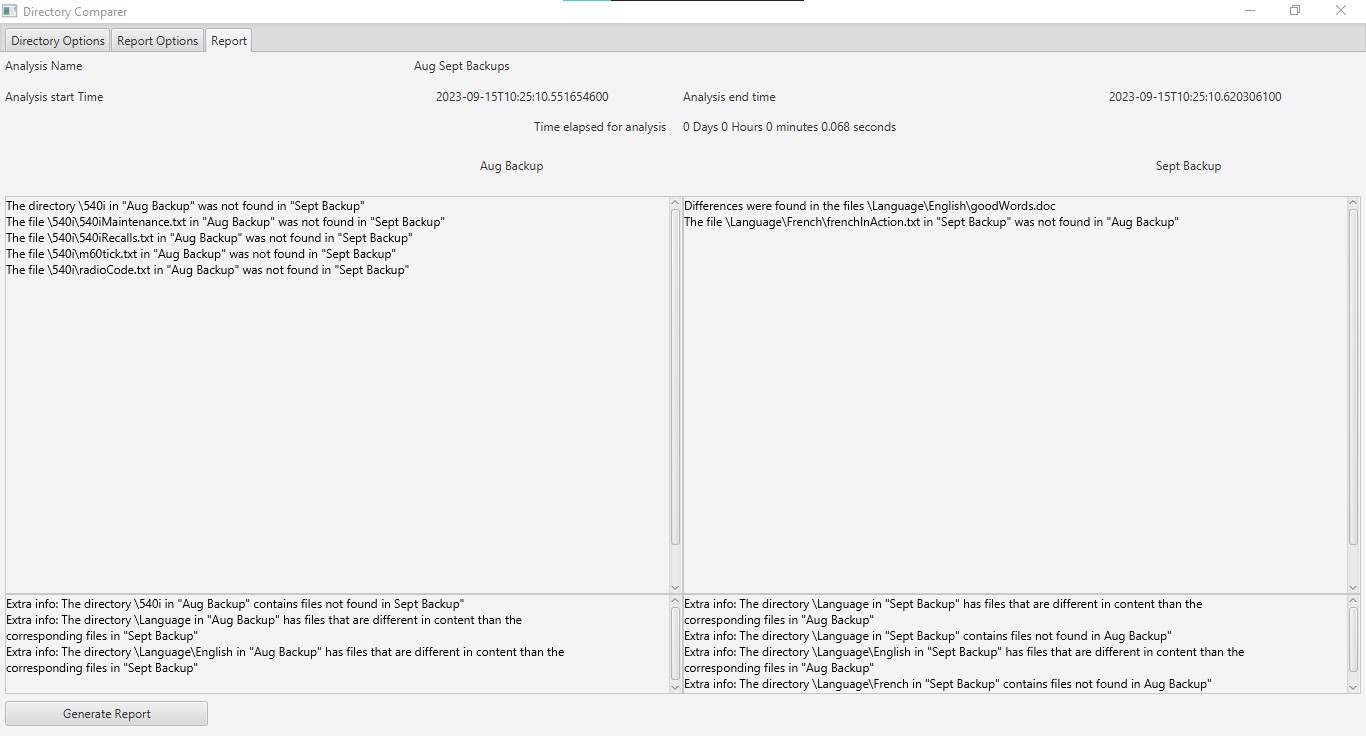 Directory Comparer
Directory Options Report Options Report
Analysis Name Aug Sept Backups
Analysis start Time 2023-09-15T10:25:10.551654600 Analysis end time 2023-09-15T10:25:10.620306100
Time elapsed for analysis 0 Days 0 Hours 0 minutes 0.068 seconds
Aug Backup Sept Backup
The directory \540i in "Aug Backup" was not found in "Sept Backup"
The file \540i\540iMaintenance.txt in "Aug Backup" was not found in "Sept Backup"
The file \540i\540iRecalls.txt in "Aug Backup" was not found in "Sept Backup"
The file \540i\m60tick.txt in "Aug Backup" was not found in "Sept Backup"
The file \540i\radioCode.txt in "Aug Backup" was not found in "Sept Backup"
Differences were found in the files \Language\English\goodWords.doc
The file \Language\French\frenchInAction.txt in "Sept Backup" was not found in "Aug Backup"
Extra info: The directory \540i in "Aug Backup" contains files not found in Sept Backup"
Extra info: The directory \Language in "Aug Backup" has files that are different in content than the
corresponding files in "Sept Backup"
Extra info: The directory \Language\English in "Aug Backup" has files that are different in content than the
corresponding files in "Sept Backup"
Extra info: The directory \Language in "Sept Backup" has files that are different in content than the
corresponding files in "Aug Backup"
Extra info: The directory \Language in "Sept Backup" contains files not found in Aug Backup"
Extra info: The directory \Language\English in "Sept Backup" has files that are different in content than the
corresponding files in "Aug Backup"
Extra info: The directory \Language\French in "Sept Backup" contains files not found in Aug Backup"
Generate Report